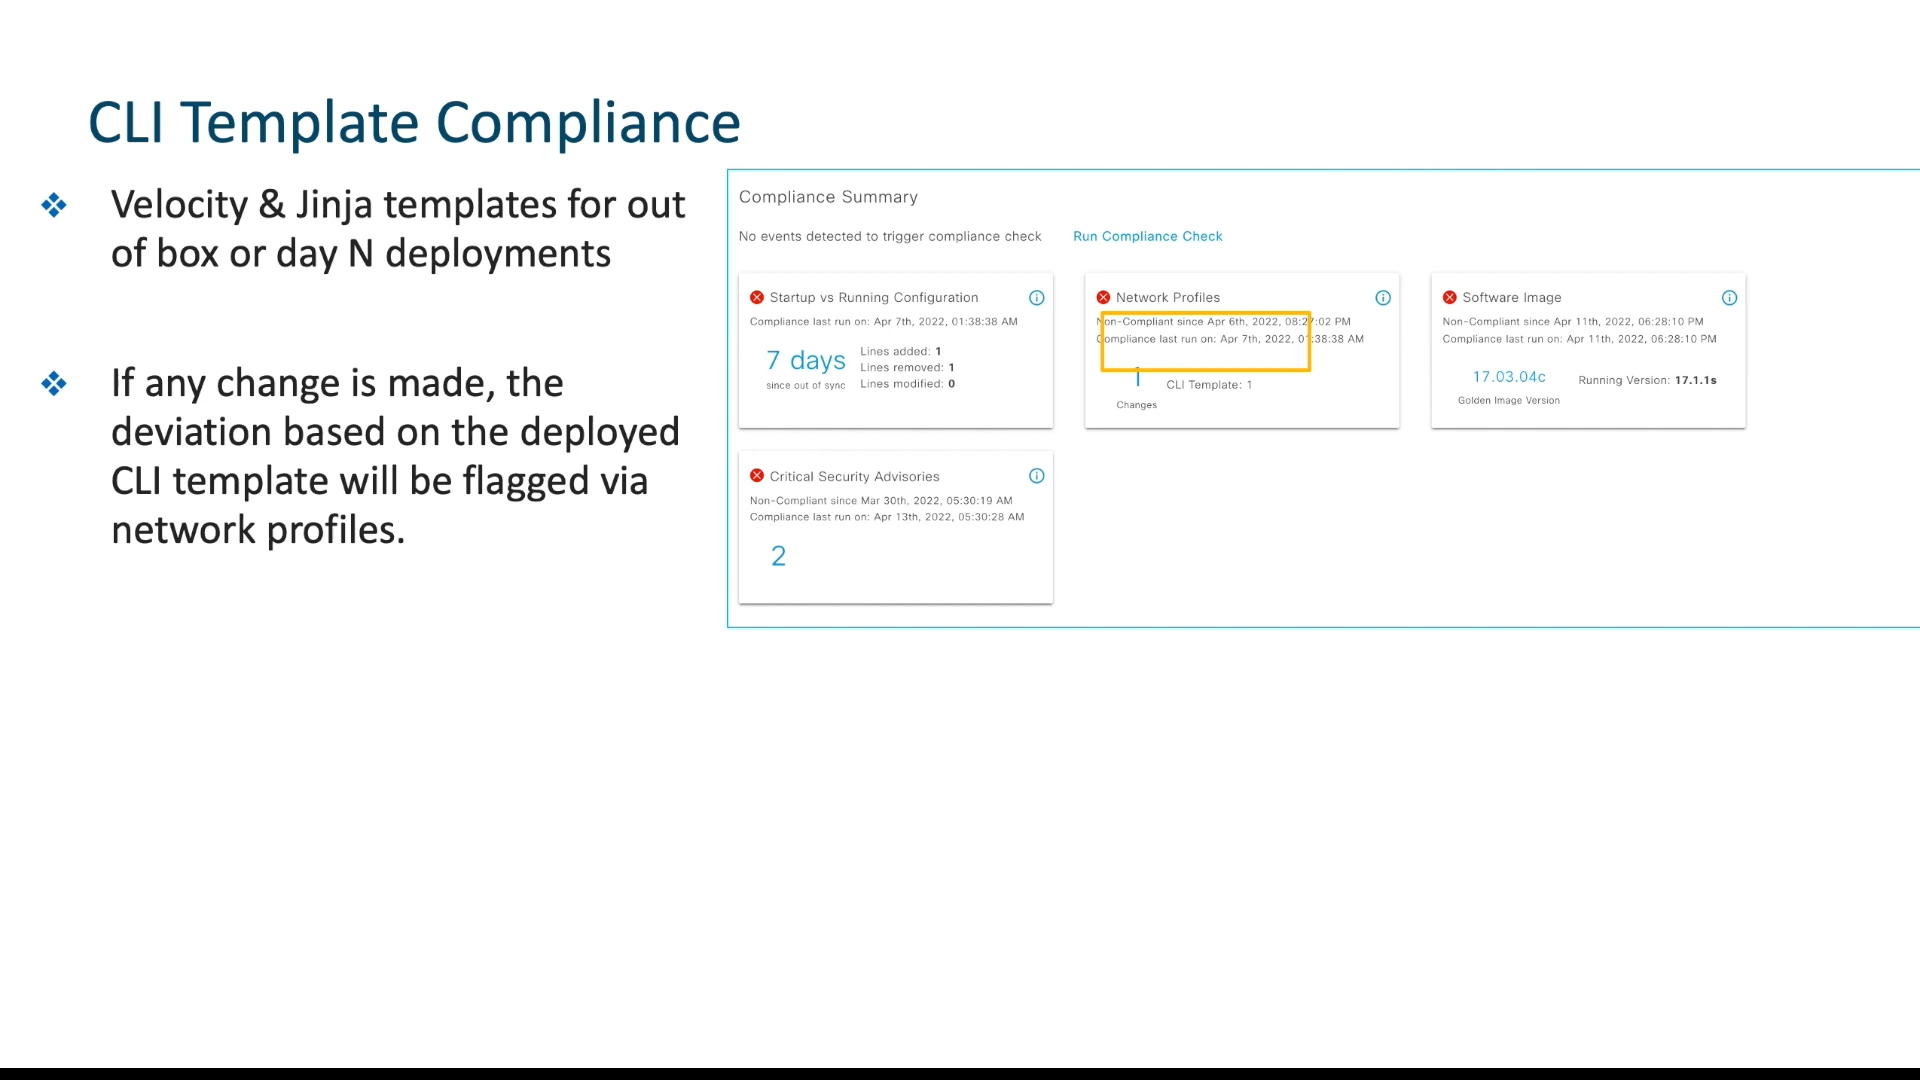 CLI Template Compliance
Velocity & Jinja templates for out
of box or day N deployments
If any change is made, the
deviation based on the deployed
CLI template will be flagged via
network profiles.
Compliance Summary
No events detected to trigger compliance check Run Compliance Check
Startup vs Running Configuration
Compliance last run on: Apr 7th, 2022, 01:38:38 AM
7 days
since out of sync
Lines added: 1
Lines removed: 1
Lines modified: 0
Network Profiles
Non-Compliant since Apr 6th, 2022, 08:27:02 PM
Compliance last run on: Apr 7th, 2022, 01:38:38 AM
1
Changes
CLI Template: 1
Software Image
Non-Compliant since Apr 11th, 2022, 06:28:10 PM
Compliance last run on: Apr 11th, 2022, 06:28:10 PM
17.03.04c
Golden Image Version
Running Version: 17.1.1s
Critical Security Advisories
Non-Compliant since Mar 30th, 2022, 05:30:19 AM
Compliance last run on: Apr 13th, 2022, 05:30:28 AM
2